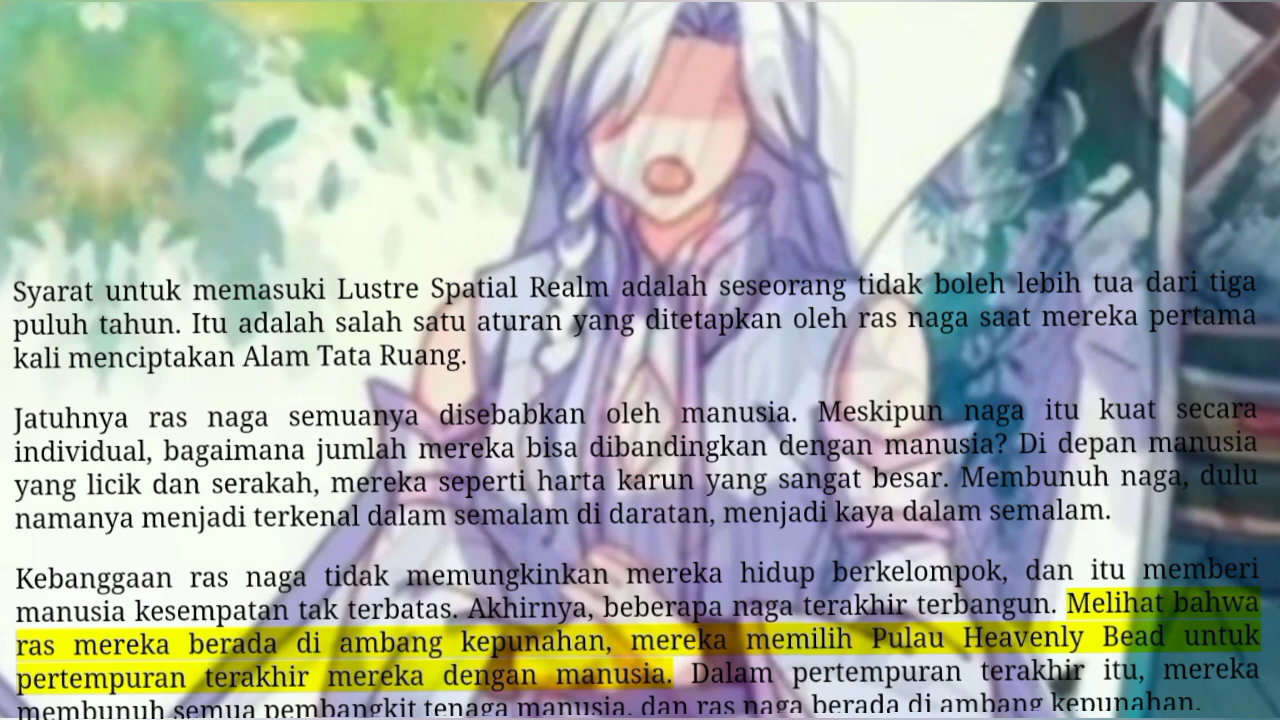 Syarat untuk memasuki Lustre Spatial Realm adalah seseorang tidak boleh lebih tua dari tiga
puluh tahun. Itu adalah salah satu aturan yang ditetapkan oleh ras naga saat mereka pertama
kali menciptakan Alam Tata Ruang.
Jatuhnya ras naga semuanya disebabkan oleh manusia. Meskipun naga itu kuat secara
individual, bagaimana jumlah mereka bisa dibandingkan dengan manusia? Di depan manusia
yang licik dan serakah, mereka seperti harta karun yang sangat besar. Membunuh naga, dulu
namanya menjadi terkenal dalam semalam di daratan, menjadi kaya dalam semalam.
Kebanggaan ras naga tidak memungkinkan mereka hidup berkelompok, dan itu memberi
manusia kesempatan tak terbatas. Akhirnya, beberapa naga terakhir terbangun. Melihat bahwa
ras mereka berada di ambang kepunahan, mereka memilih Pulau Heavenly Bead untuk
pertempuran terakhir mereka dengan manusia. Dalam pertempuran terakhir itu, mereka
membunuh semua pembangkit tenaga manusia, dan ras naga berada di ambang kepunahan.